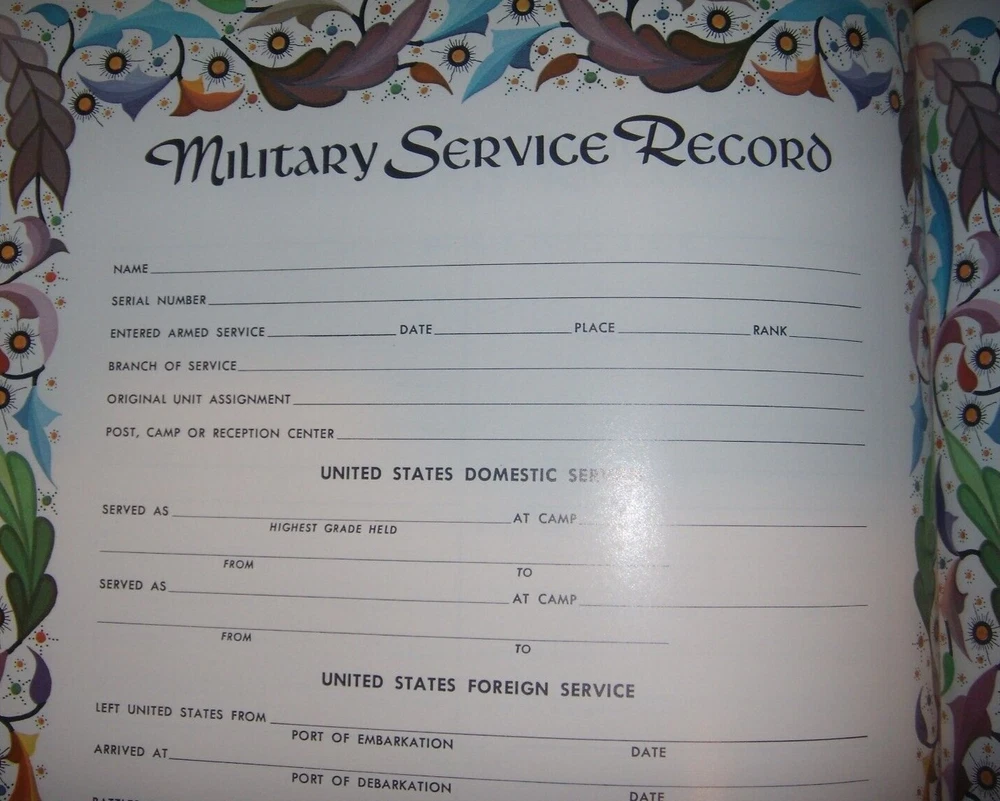 Military Service Record
NAME
SERIAL NUMBER
ENTERED ARMED SERVICE DATE PLACE RANK
BRANCH OF SERVICE
ORIGINAL UNIT ASSIGNMENT
POST, CAMP OR RECEPTION CENTER
UNITED STATES DOMESTIC
SERVED AS AT CAMP
HIGHEST GRADE HELD
FROM TO
SERVED AS AT CAMP
FROM TO
UNITED STATES FOREIGN SERVICE
LEFT UNITED STATES FROM
PORT OF EMBARKATION DATE
ARRIVED AT
PORT OF DEBARKATION DATE